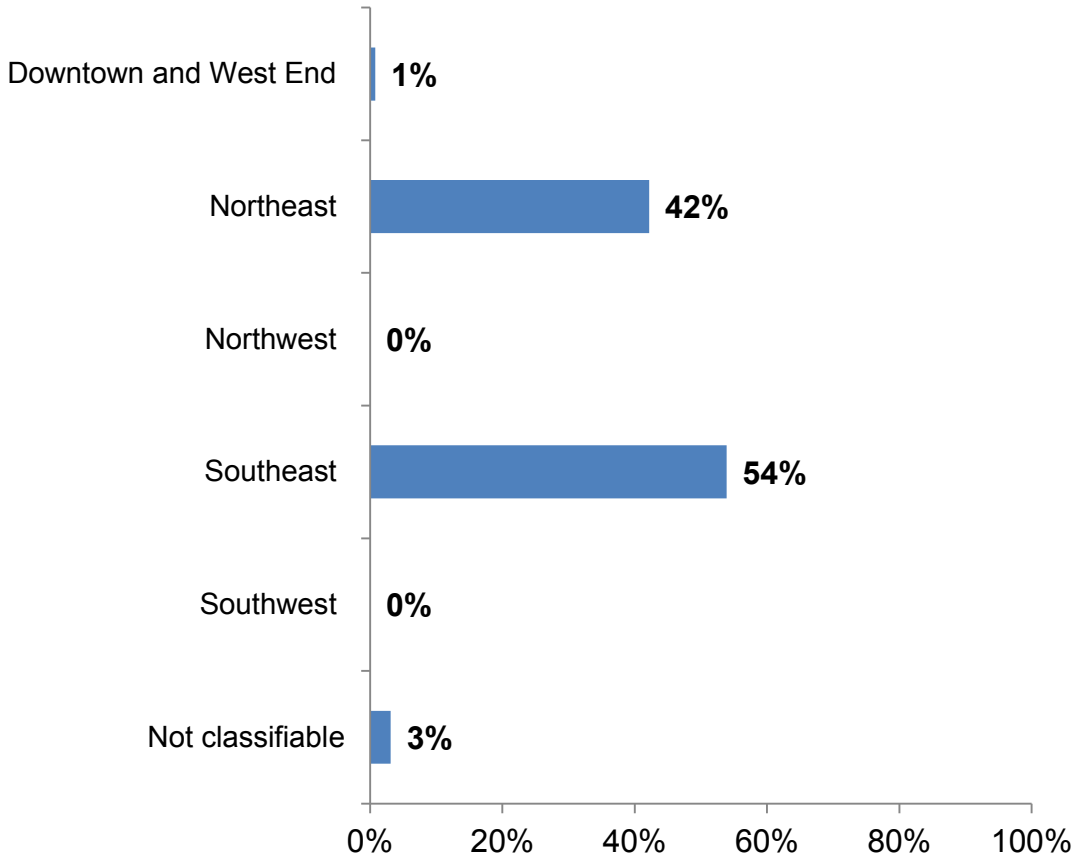 Downtown and West End 1%
Northeast 42%
Northwest 0%
Southeast 54%
Southwest 0%
Not classifiable 3%
0% 20% 40% 60% 80% 100%